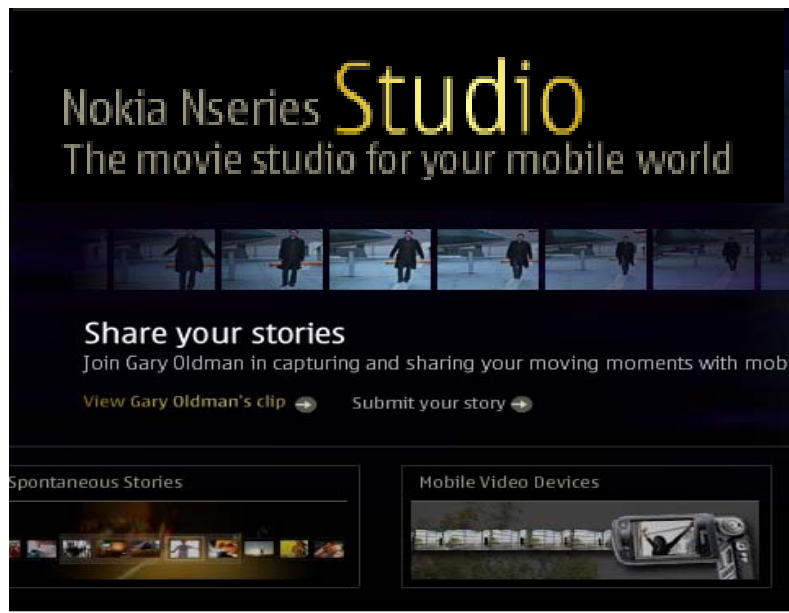 Nokia Nseries Studio
The movie studio for your mobile world
Share your stories
Join Gary Oldman in capturing and sharing your moving moments with mob
View Gary Oldman's clip
Submit your story
Spontaneous Stories
Mobile Video Devices